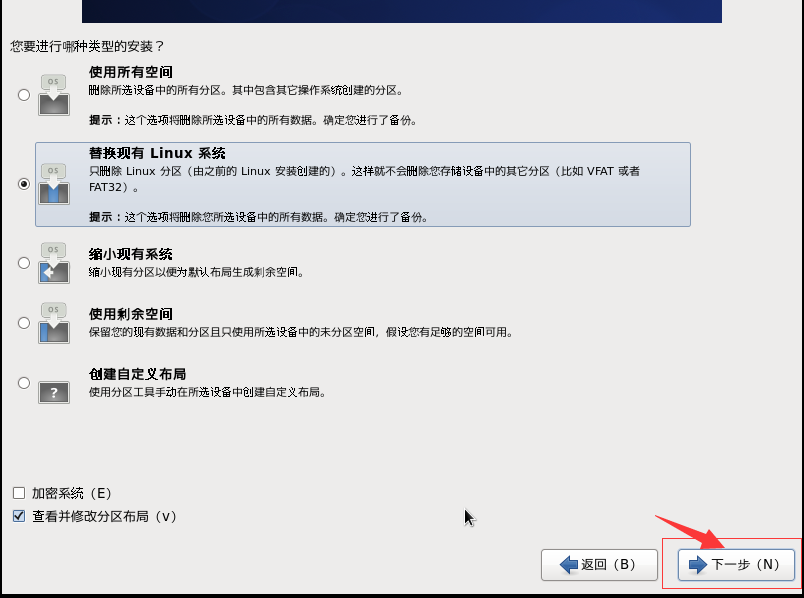 您要进行哪种类型的安装？
OS
使用所有空间
删除所选设备中的所有分区。其中包含其它操作系统创建的分区。
提示：这个选项将删除所选设备中的所有数据。确定您进行了备份。
OS
替换现有 Linux 系统
只删除 Linux 分区（由之前的 Linux 安装创建的）。这样就不会删除您存储设备中的其它分区（比如 VFAT 或者
FAT32）。
提示：这个选项将删除您所选设备中的所有数据。确定您进行了备份。
OS
缩小现有系统
缩小现有分区以便为默认布局生成剩余空间。
OS
使用剩余空间
保留您的现有数据和分区且只使用所选设备中的未分区空间，假设您有足够的空间可用。
?
创建自定义布局
使用分区工具手动在所选设备中创建自定义布局。
加密系统（E）
查看并修改分区布局（v）
返回（B）
下一步（N）